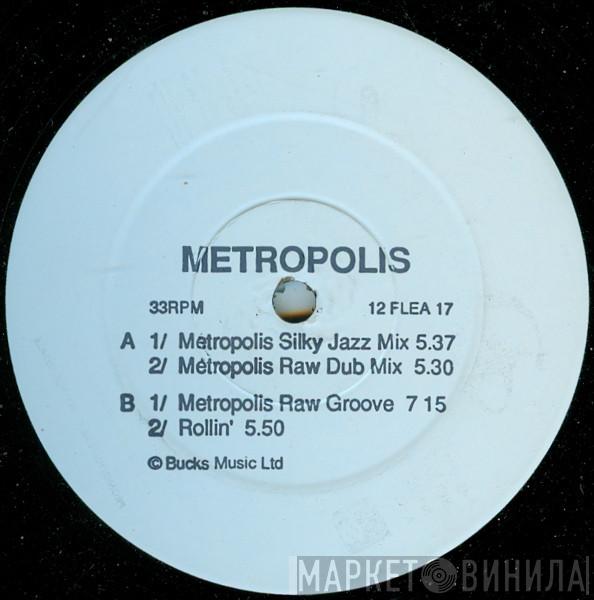 METROPOLIS
33RPM 12 FLEA 17
A 1/ Metropolis Silky Jazz Mix 5.37
2/ Metropolis Raw Dub Mix 5.30
B 1/ Metropolis Raw Groove 7 15
2/ Rollin' 5.50
© Bucks Music Ltd
МАРКЕТ ВИНИЛА